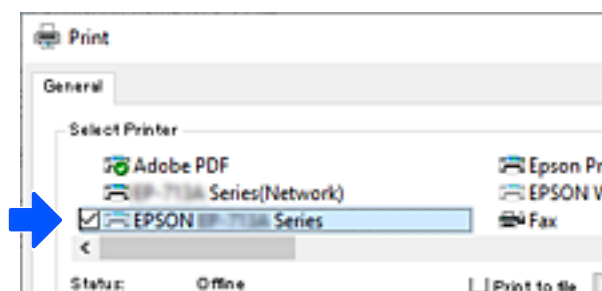 Print
General
Select Printer
Adobe PDF
Epson Pr
Series(Network)
EPSON W
EPSON Series
Fax
Status: Offline
Print to file